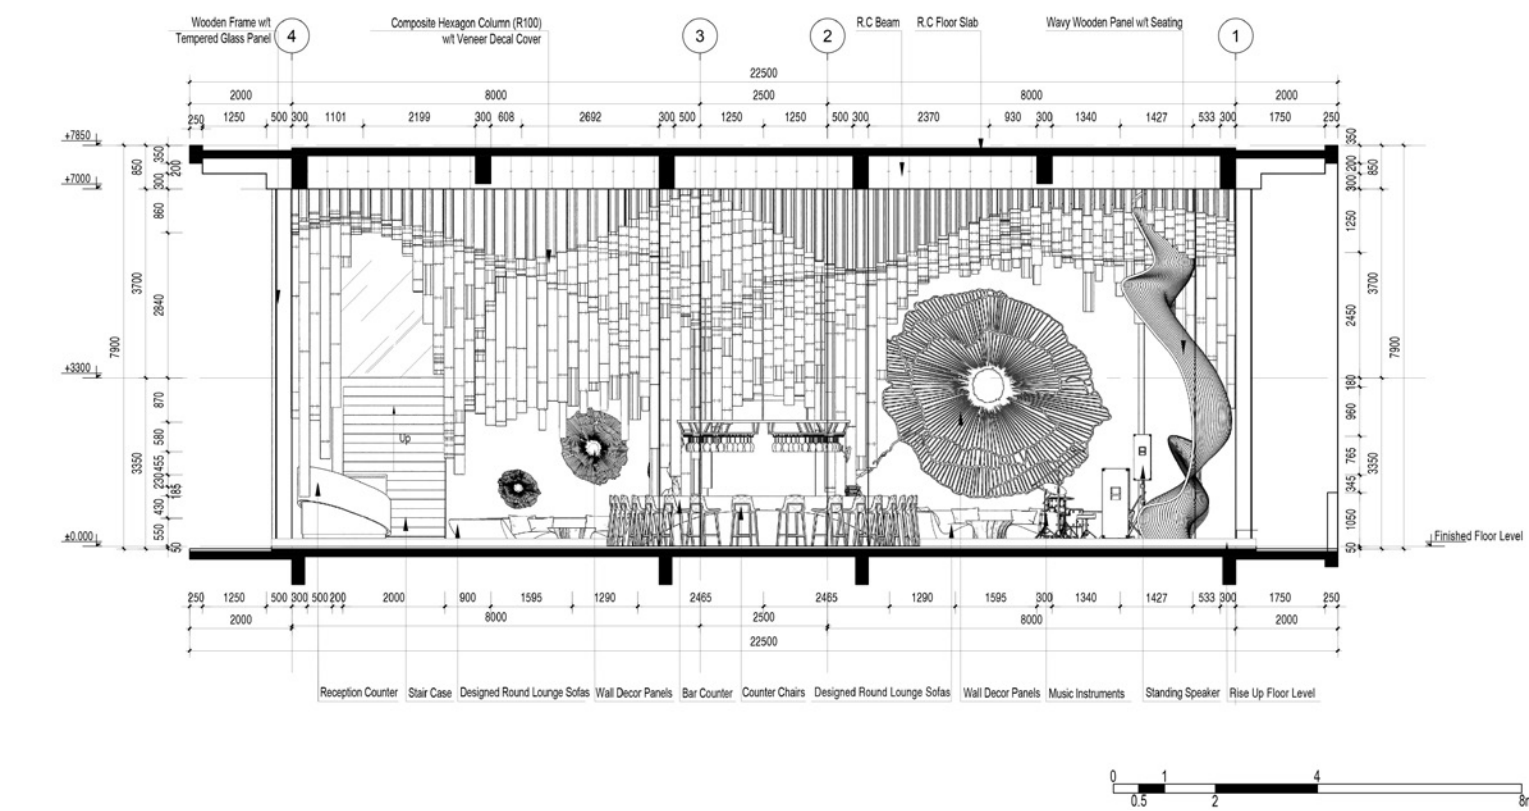 Wooden Frame w/t
Tempered Glass Panel
4
Composite Hexagon Column (R100)
w/t Veneer Decal Cover
3
2
R.C Beam
R.C Floor Slab
Wavy Wooden Panel w/t Seating
1
22500
2000 8000 2500 8000 2000
250 1250 500 300 1101 2199 300 608 2692 300 500 1250 1250 500 300 2370 930 300 1340 1427 533 300 1750 250
+7850
+7000
+3300
±0.000
7900
850
3700
3350
350
300
860
2840
870
580
455
230
430
550
200
185
50
Up
350
200
300
1250
2450
180
960
765
345
1050
50
850
3700
3350
7900
Finished Floor Level
250 1250 500 300 500 200 2000 900 1595 1290 2465 2465 1290 1595 300 1340 1427 533 300 1750 250
2000 8000 2500 8000 2000
22500
Reception Counter
Stair Case
Designed Round Lounge Sofas
Wall Decor Panels
Bar Counter
Counter Chairs
Designed Round Lounge Sofas
Wall Decor Panels
Music Instruments
Standing Speaker
Rise Up Floor Level
0 1 4
0.5 2 8